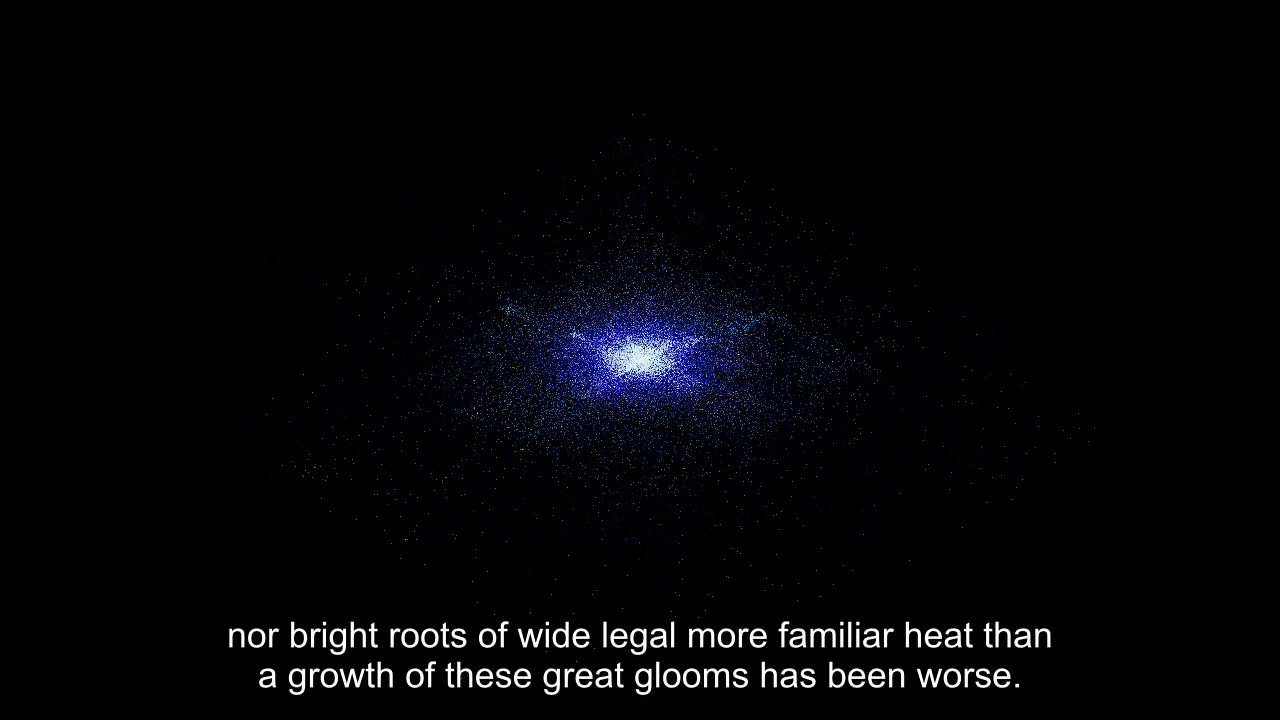 nor bright roots of wide legal more familiar heat than
a growth of these great glooms has been worse.